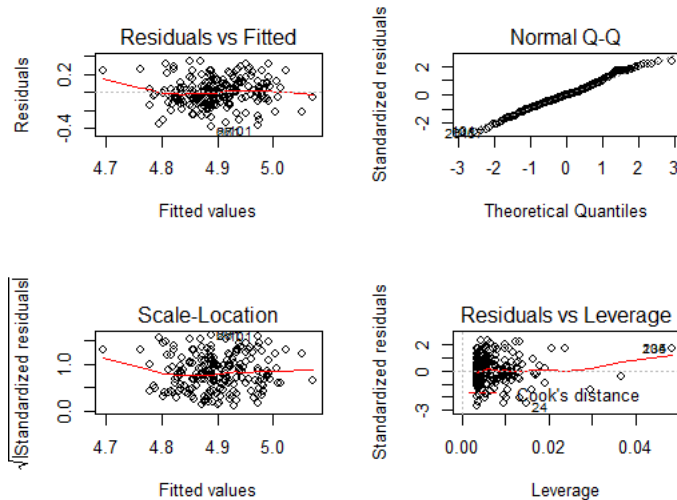 Residuals vs Fitted
Residuals
0.2
-0.4
4.7 4.8 4.9 5.0
Fitted values
Normal Q-Q
Standardized residuals
2
0
-2
-3 -2 -1 0 1 2 3
Theoretical Quantiles
Scale-Location
√|Standardized residuals|
1.0
0.0
4.7 4.8 4.9 5.0
Fitted values
Residuals vs Leverage
Standardized residuals
2
0
-3
Cook's distance
24
0.00 0.02 0.04
Leverage